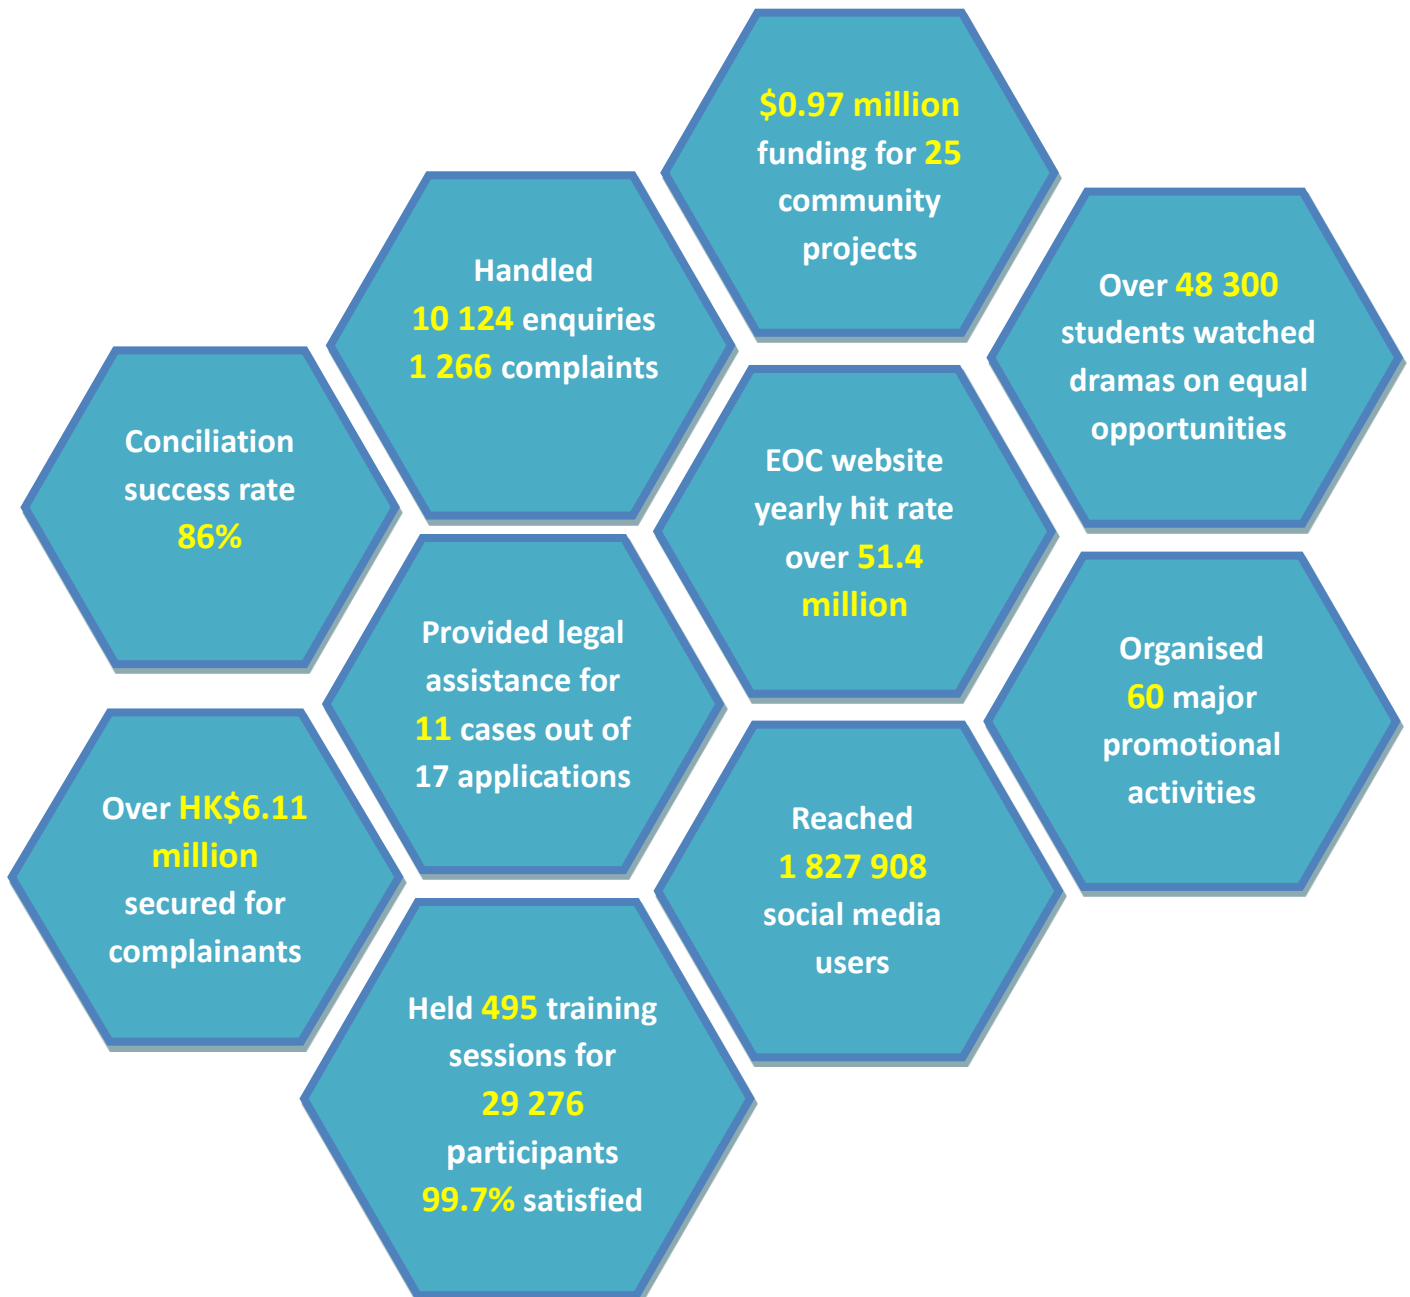 $0.97 million
funding for 25
community
projects
Handled
10 124 enquiries
1 266 complaints
Over 48 300
students watched
dramas on equal
opportunities
Conciliation
success rate
86%
EOC website
yearly hit rate
over 51.4
million
Provided legal
assistance for
11 cases out of
17 applications
Organised
60 major
promotional
activities
Over HK$6.11
million
secured for
complainants
Reached
1 827 908
social media
users
Held 495 training
sessions for
29 276
participants
99.7% satisfied